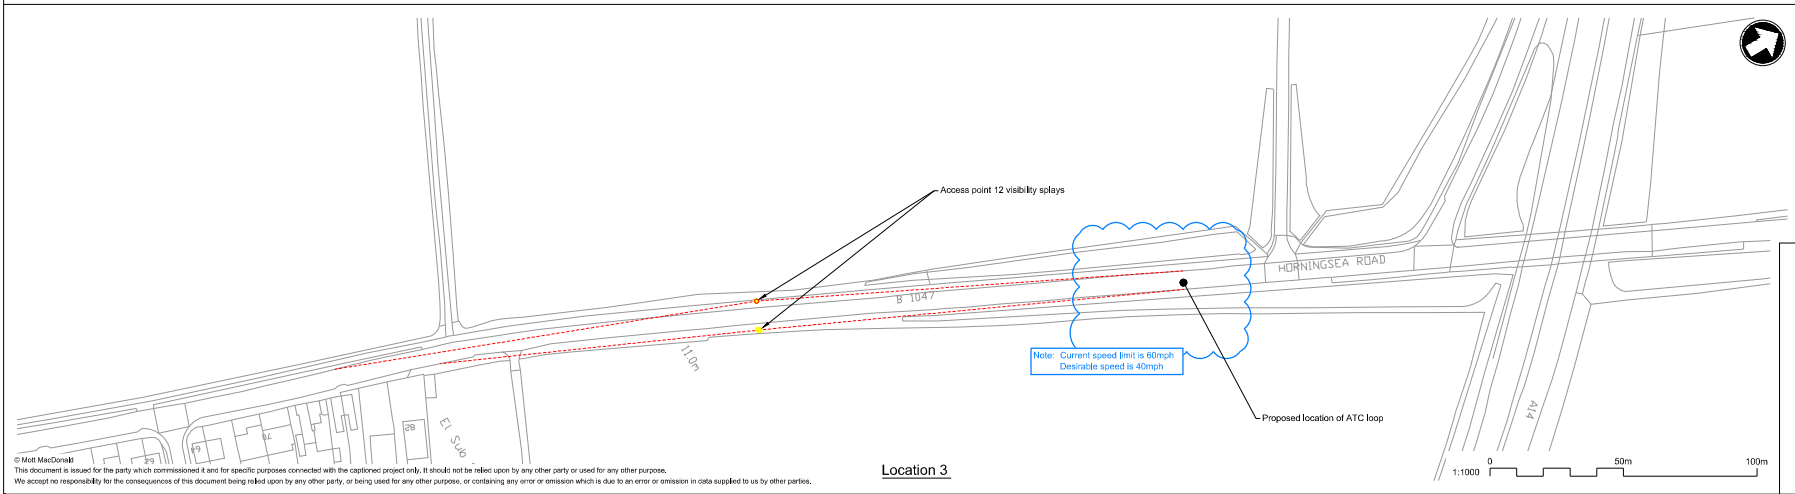 Access point 12 visibility splays
HORNINGSEA ROAD
B 1047
11.0m
Note: Current speed limit is 60mph
Desirable speed is 40mph
Proposed location of ATC loop
A14
El Sub
82
70
64
62
© Mott MacDonald
This document is issued for the party which commissioned it and for specific purposes connected with the captioned project only. It should not be relied upon by any other party or used for any other purpose.
We accept no responsibility for the consequences of this document being relied upon by any other party, or being used for any other purpose, or containing any error or omission which is due to an error or omission in data supplied to us by other parties.
Location 3
0 50m 100m
1:1000